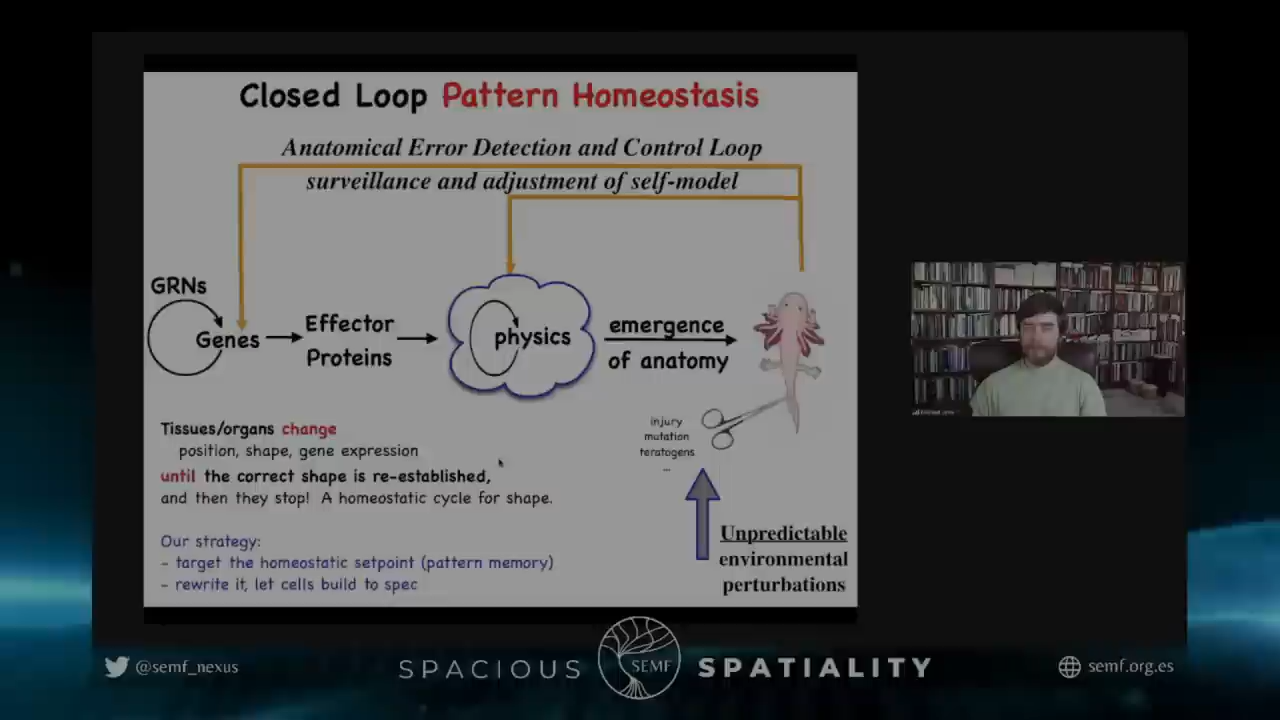 Closed Loop Pattern Homeostasis
Anatomical Error Detection and Control Loop
surveillance and adjustment of self-model
GRNs
Genes
Effector
Proteins
physics
emergence
of anatomy
Tissues/organs change
position, shape, gene expression
until the correct shape is re-established,
and then they stop! A homeostatic cycle for shape.
injury
mutation
teratogens
...
Our strategy:
- target the homeostatic setpoint (pattern memory)
- rewrite it, let cells build to spec
Unpredictable
environmental
perturbations
@semf_nexus
SPACIOUS
SEMF
SPATIALITY
semf.org.es